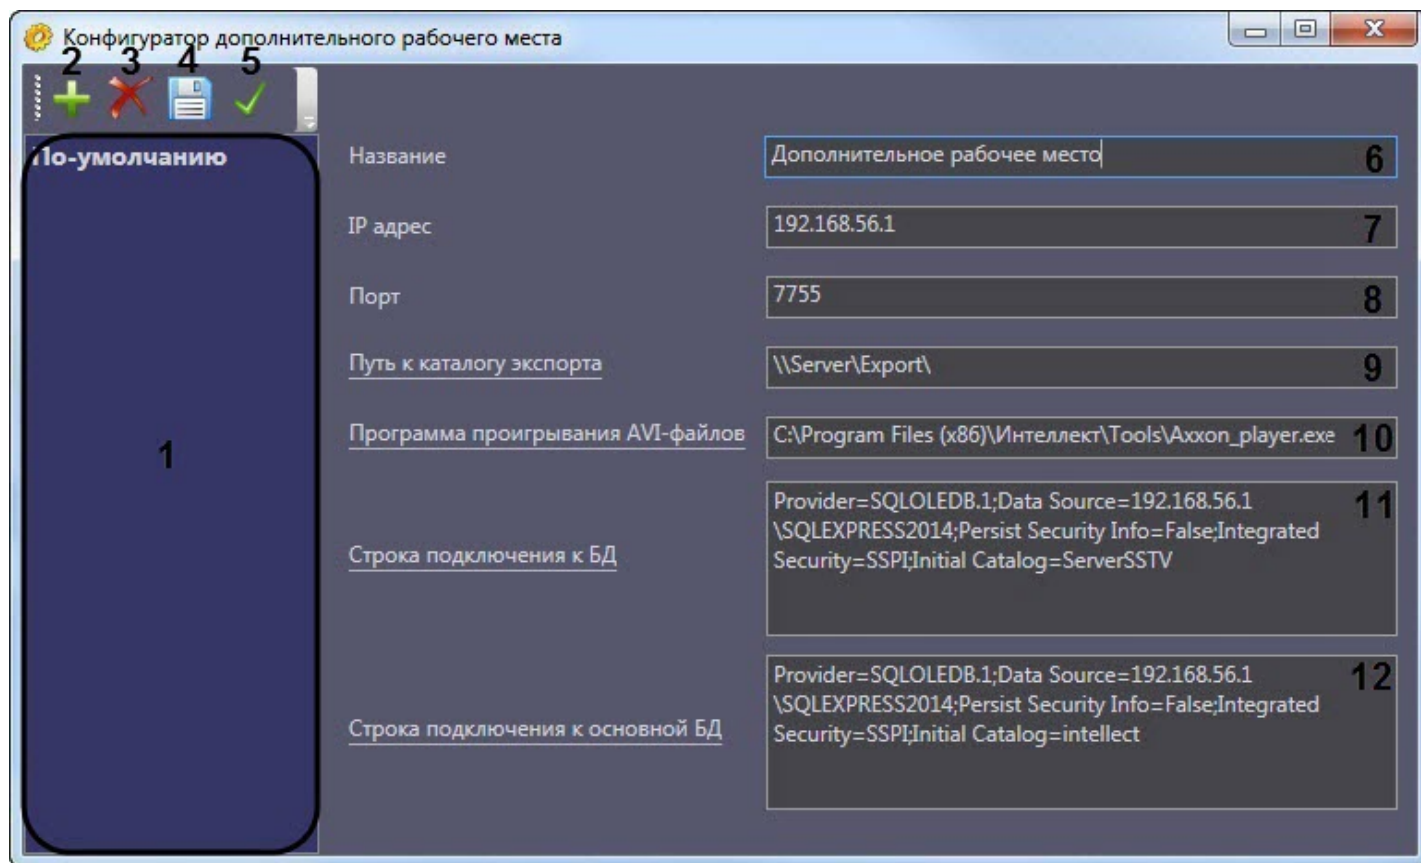 Конфигуратор дополнительного рабочего места
2 3 4 5
По-умолчанию
1
Название
Дополнительное рабочее место 6
IP адрес
192.168.56.1 7
Порт
7755 8
Путь к каталогу экспорта
\\Server\Export\ 9
Программа проигрывания AVI-файлов
C:\Program Files (x86)\Интеллект\Tools\Axxon_player.exe 10
Строка подключения к БД
Provider=SQLOLEDB.1;Data Source=192.168.56.1 11
\SQLEXPRESS2014;Persist Security Info=False;Integrated
Security=SSPI;Initial Catalog=ServerSSTV
Строка подключения к основной БД
Provider=SQLOLEDB.1;Data Source=192.168.56.1 12
\SQLEXPRESS2014;Persist Security Info=False;Integrated
Security=SSPI;Initial Catalog=intellect